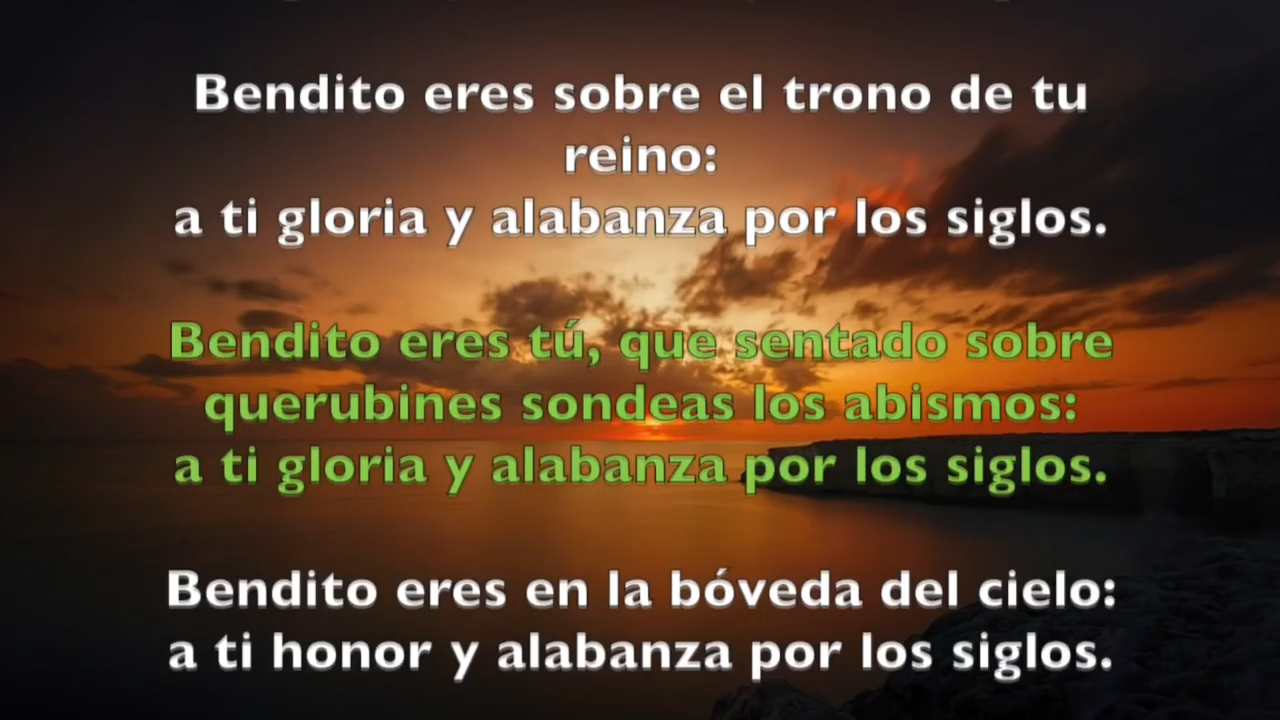 Bendito eres sobre el trono de tu
reino:
a ti gloria y alabanza por los siglos.
Bendito eres tú, que sentado sobre
querubines sondeas los abismos:
a ti gloria y alabanza por los siglos.
Bendito eres en la bóveda del cielo:
a ti honor y alabanza por los siglos.